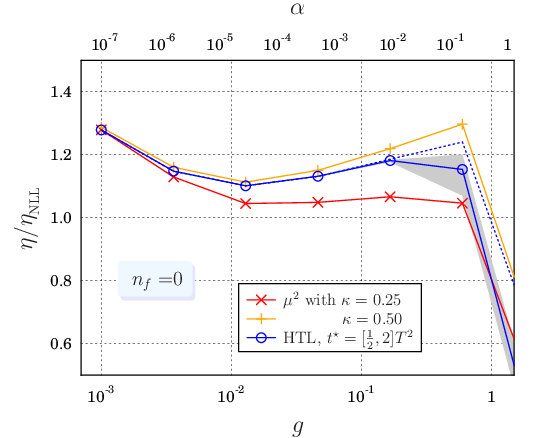 α
10⁻⁷ 10⁻⁶ 10⁻⁵ 10⁻⁴ 10⁻³ 10⁻² 10⁻¹ 1
1.4
1.2
1.0
0.8
0.6
η/η_NLL
n_f =0
μ² with κ = 0.25
κ = 0.50
HTL, t* = [1/2, 2]T²
10⁻³ 10⁻² 10⁻¹ 1
g